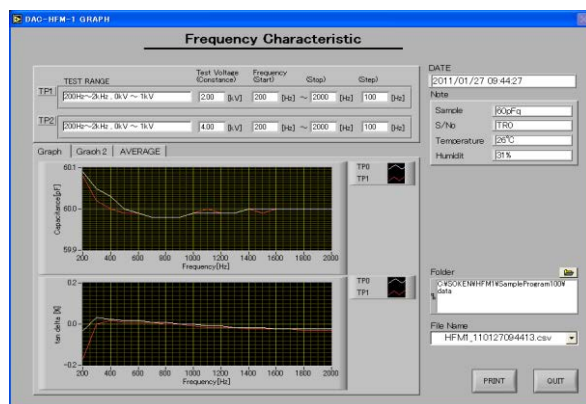 DAC-HFM-1 GRAPH
Frequency Characteristic
TEST RANGE
Test Voltage (Constance)
Frequency (Start) (Stop) (Step)
TP1 200Hz～2kHz , 0kV ～ 1kV 2.00 [kV] 200 [Hz] ～ 2000 [Hz] 100 [Hz]
TP2 200Hz～2kHz , 0kV ～ 1kV 4.00 [kV] 200 [Hz] ～ 2000 [Hz] 100 [Hz]
DATE
2011/01/27 09:44:27
Note
Sample 60pFq
S/No TRO
Temperature 26℃
Humidit 31%
Graph Graph 2 AVERAGE
Capacitance[pF]
60.1
60.0
59.9
200 400 600 800 1000 1200 1400 1600 1800 2000
Frequency[Hz]
TP0
TP1
tan delta [%]
0.2
0.0
-0.2
200 400 600 800 1000 1200 1400 1600 1800 2000
Frequency[Hz]
TP0
TP1
Folder
C:¥SOKEN¥HFM1¥SampleProgram100¥
data
File Name
HFM1_110127094413.csv
PRINT QUIT